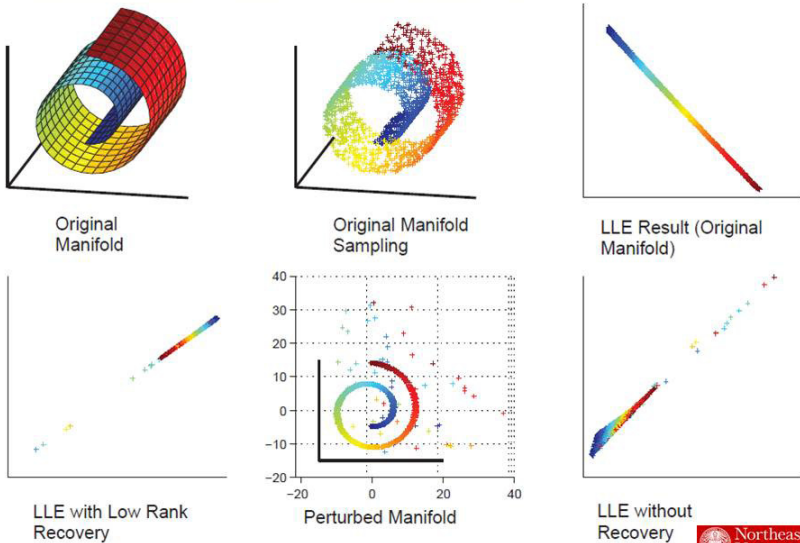 Original
Manifold
Original Manifold
Sampling
LLE Result (Original
Manifold)
40
30
20
10
0
−10
−20
−20
0
20
40
LLE with Low Rank
Recovery
Perturbed Manifold
LLE without
Recovery